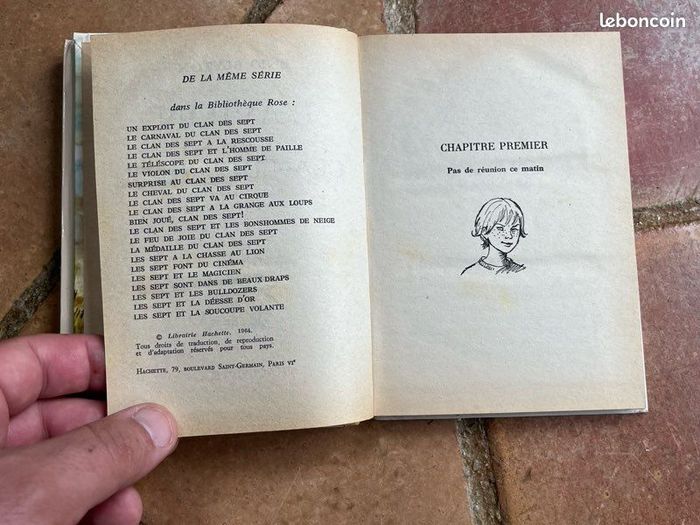 leboncoin
DE LA MÊME SÉRIE
dans la Bibliothèque Rose :
UN EXPLOIT DU CLAN DES SEPT
LE CARNAVAL DU CLAN DES SEPT
LE CLAN DES SEPT A LA RESCOUSSE
LE CLAN DES SEPT ET L'HOMME DE PAILLE
LE TÉLÉSCOPE DU CLAN DES SEPT
LE VIOLON DU CLAN DES SEPT
SURPRISE AU CLAN DES SEPT
LE CHEVAL DU CLAN DES SEPT
LE CLAN DES SEPT VA AU CIRQUE
LE CLAN DES SEPT A LA GRANGE AUX LOUPS
BIEN JOUÉ, CLAN DES SEPT!
LE CLAN DES SEPT ET LES BONSHOMMES DE NEIGE
LE FEU DE JOIE DU CLAN DES SEPT
LA MÉDAILLE DU CLAN DES SEPT
LES SEPT A LA CHASSE AU LION
LES SEPT FONT DU CINÉMA
LES SEPT ET LE MAGICIEN
LES SEPT SONT DANS DE BEAUX DRAPS
LES SEPT ET LES BULLDOZERS
LES SEPT ET LA DÉESSE D'OR
LES SEPT ET LA SOUCOUPE VOLANTE
© Librairie Hachette, 1964.
Tous droits de traduction, de reproduction
et d'adaptation réservés pour tous pays.
HACHETTE, 79, BOULEVARD SAINT-GERMAIN, PARIS VIe
CHAPITRE PREMIER
Pas de réunion ce matin